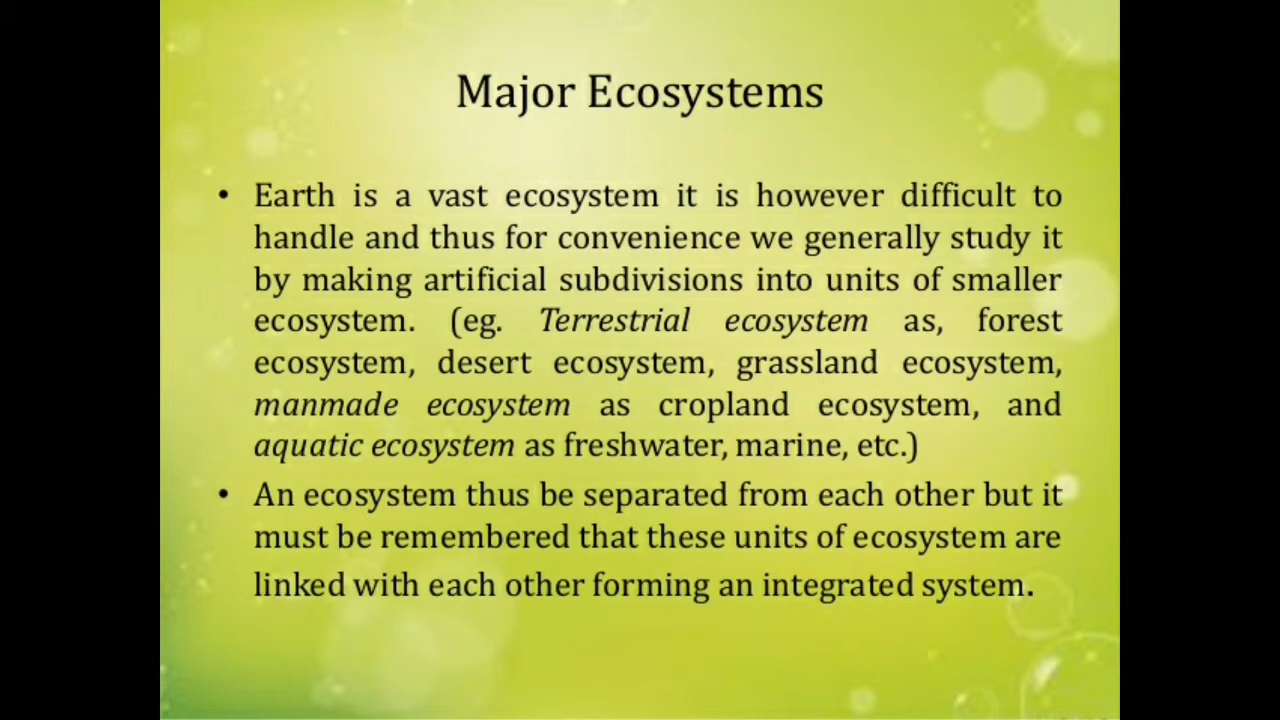 Major Ecosystems
• Earth is a vast ecosystem it is however difficult to
handle and thus for convenience we generally study it
by making artificial subdivisions into units of smaller
ecosystem. (eg. Terrestrial ecosystem as, forest
ecosystem, desert ecosystem, grassland ecosystem,
manmade ecosystem as cropland ecosystem, and
aquatic ecosystem as freshwater, marine, etc.)
• An ecosystem thus be separated from each other but it
must be remembered that these units of ecosystem are
linked with each other forming an integrated system.